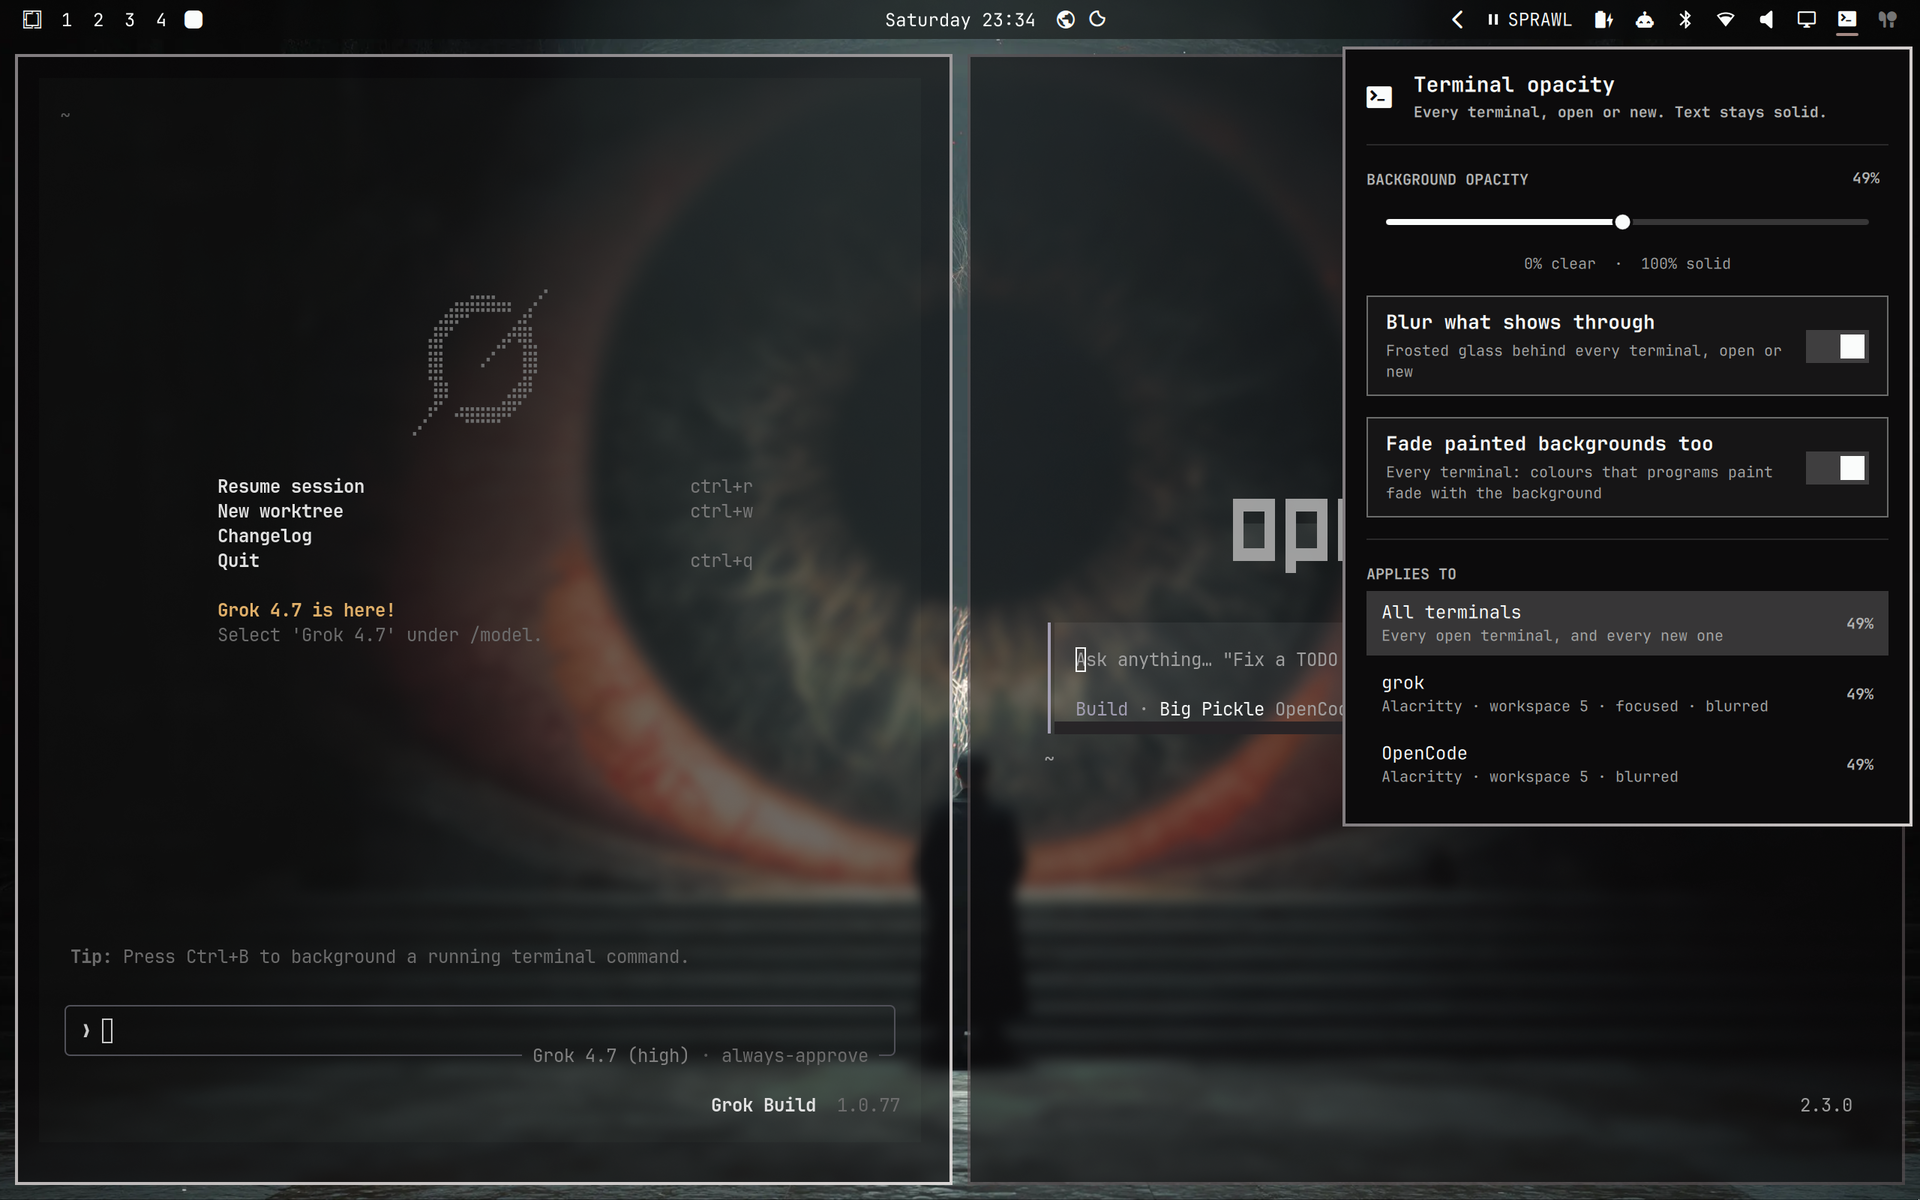 1 2 3 4
Saturday 23:34
SPRAWL
~
Resume session ctrl+r
New worktree ctrl+w
Changelog
Quit ctrl+q
Grok 4.7 is here!
Select 'Grok 4.7' under /model.
Tip: Press Ctrl+B to background a running terminal command.
❯
Grok 4.7 (high) · always-approve
Grok Build 1.0.77
op
Ask anything… "Fix a TODO
Build · Big Pickle OpenCo
~
2.3.0
Terminal opacity
Every terminal, open or new. Text stays solid.
BACKGROUND OPACITY 49%
0% clear · 100% solid
Blur what shows through
Frosted glass behind every terminal, open or
new
Fade painted backgrounds too
Every terminal: colours that programs paint
fade with the background
APPLIES TO
All terminals
Every open terminal, and every new one
49%
grok
Alacritty · workspace 5 · focused · blurred
49%
OpenCode
Alacritty · workspace 5 · blurred
49%